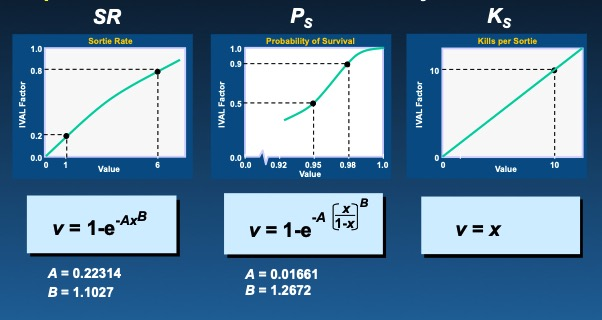 SR
Sortie Rate
IVAL Factor
1.0
0.8
0.2
0.0
0
1
6
Value
v = 1-e^-Ax^B
A = 0.22314
B = 1.1027
Ps
Probability of Survival
IVAL Factor
1.0
0.9
0.5
0.0
0.0
0.92
0.95
0.98
1.0
Value
v = 1-e^-A [x/1-x]^B
A = 0.01661
B = 1.2672
Ks
Kills per Sortie
IVAL Factor
10
0
0
10
Value
v = x